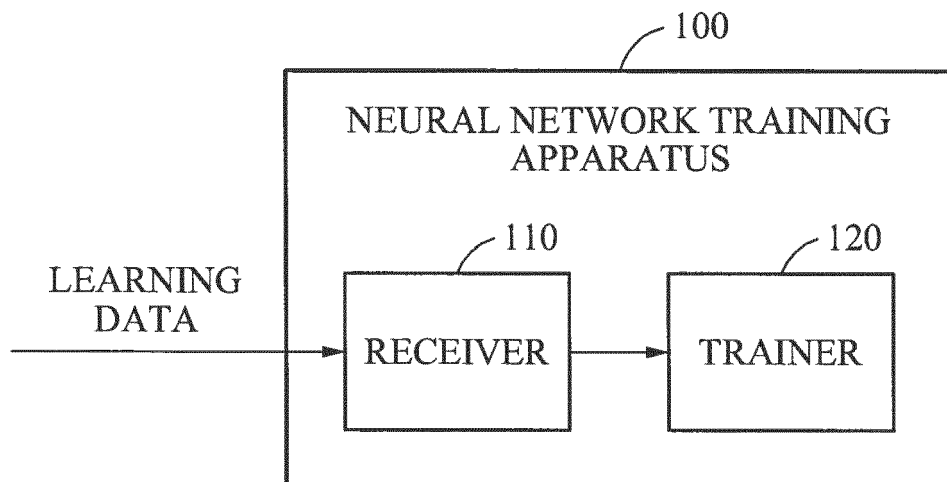 100
NEURAL NETWORK TRAINING
APPARATUS
110
120
LEARNING
DATA
RECEIVER
TRAINER